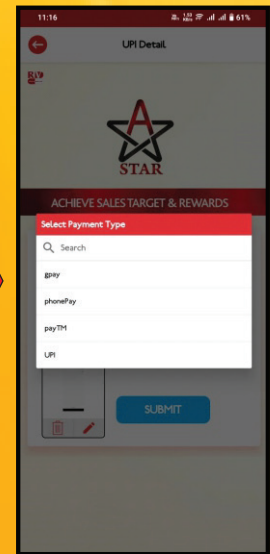 11:16
61%
UPI Detail
STAR
ACHIEVE SALES TARGET & REWARDS
Select Payment Type
Search
gpay
phonePay
payTM
UPI
SUBMIT